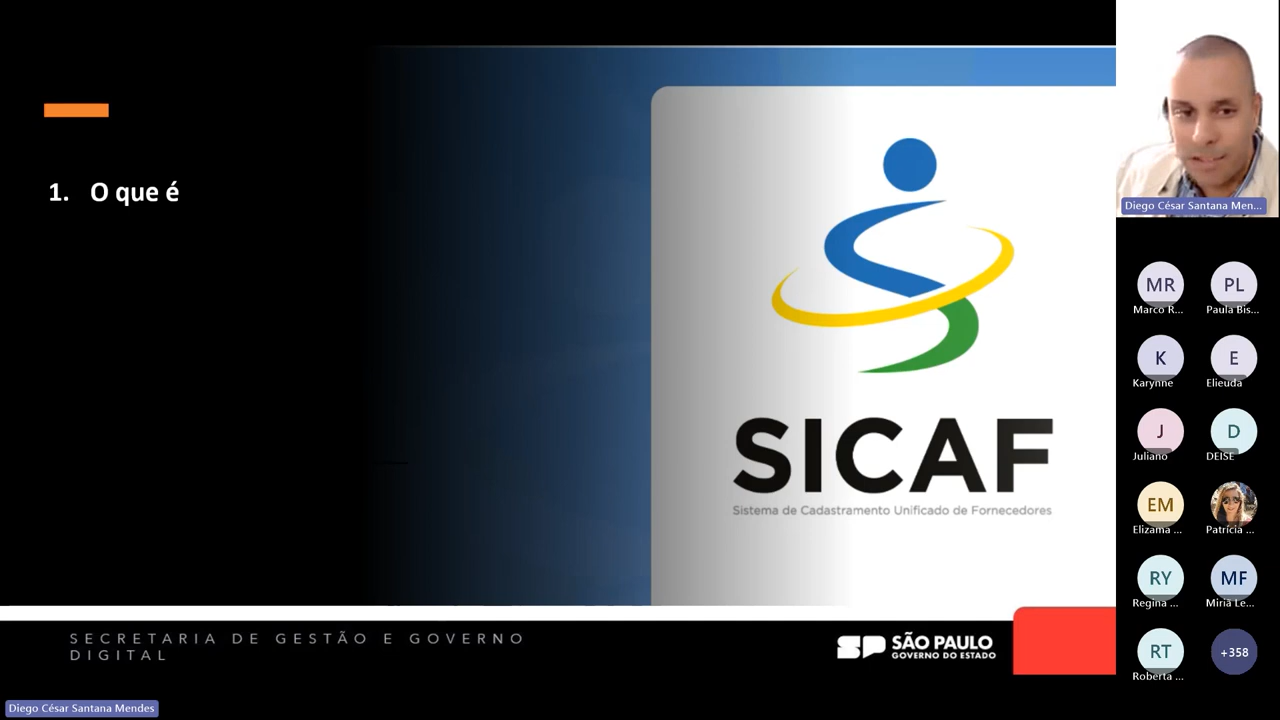 1. O que é
SICAF
Sistema de Cadastramento Unificado de Fornecedores
SECRETARIA DE GESTÃO E GOVERNO
DIGITAL
SP
SÃO PAULO
GOVERNO DO ESTADO
Diego César Santana Mendes
Diego César Santana Men...
MR
Marco R...
PL
Paula Bis...
K
Karynne
E
Elieuda
J
Juliano
D
DEISE
EM
Elizama ...
Patrícia ...
RY
Regina ...
MF
Miriã Le...
RT
Roberta ...
+358